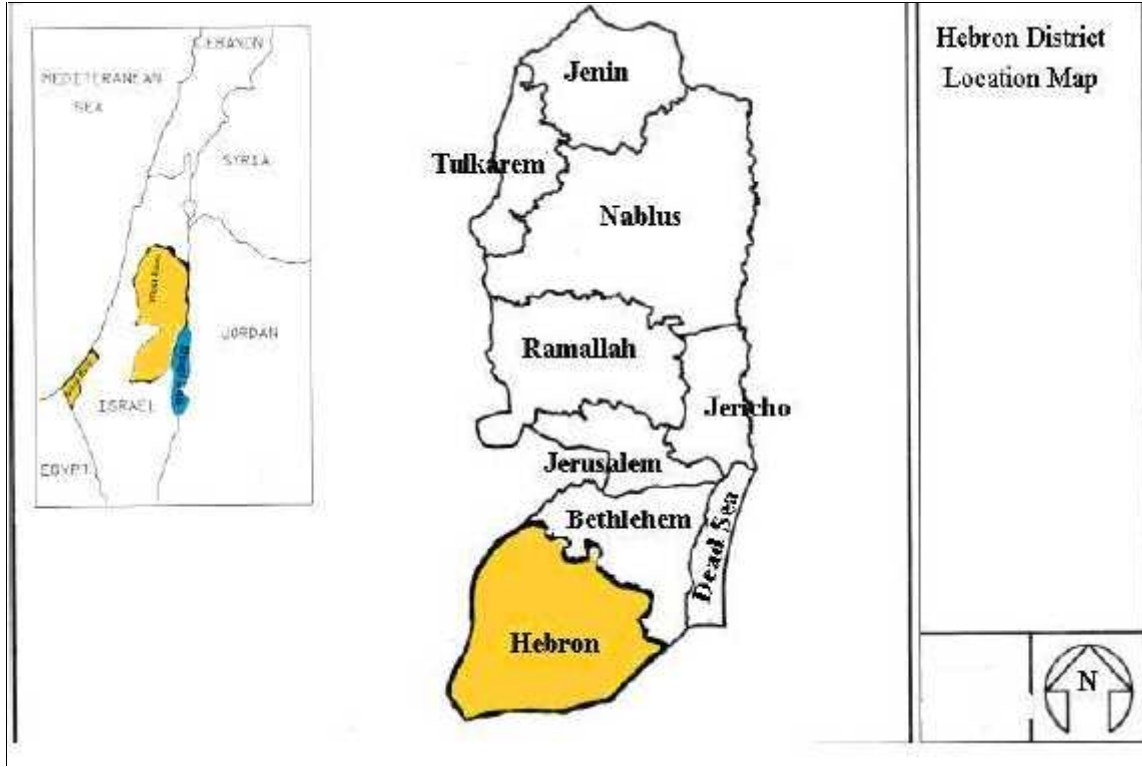 Hebron District
Location Map
LEBANON
MEDITERANEAN
SEA
SYRIA
JORDAN
ISRAEL
EGYPT
Jenin
Tulkarem
Nablus
Ramallah
Jericho
Jerusalem
Bethlehem
Dead Sea
Hebron
N